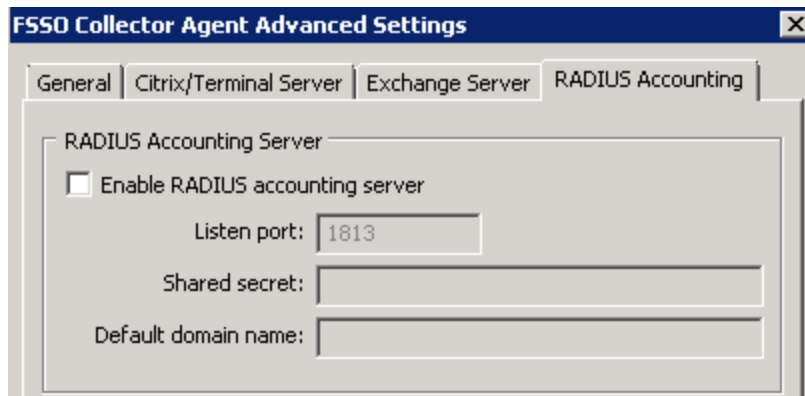 FSSO Collector Agent Advanced Settings
General Citrix/Terminal Server Exchange Server RADIUS Accounting
RADIUS Accounting Server
Enable RADIUS accounting server
Listen port: 1813
Shared secret:
Default domain name: